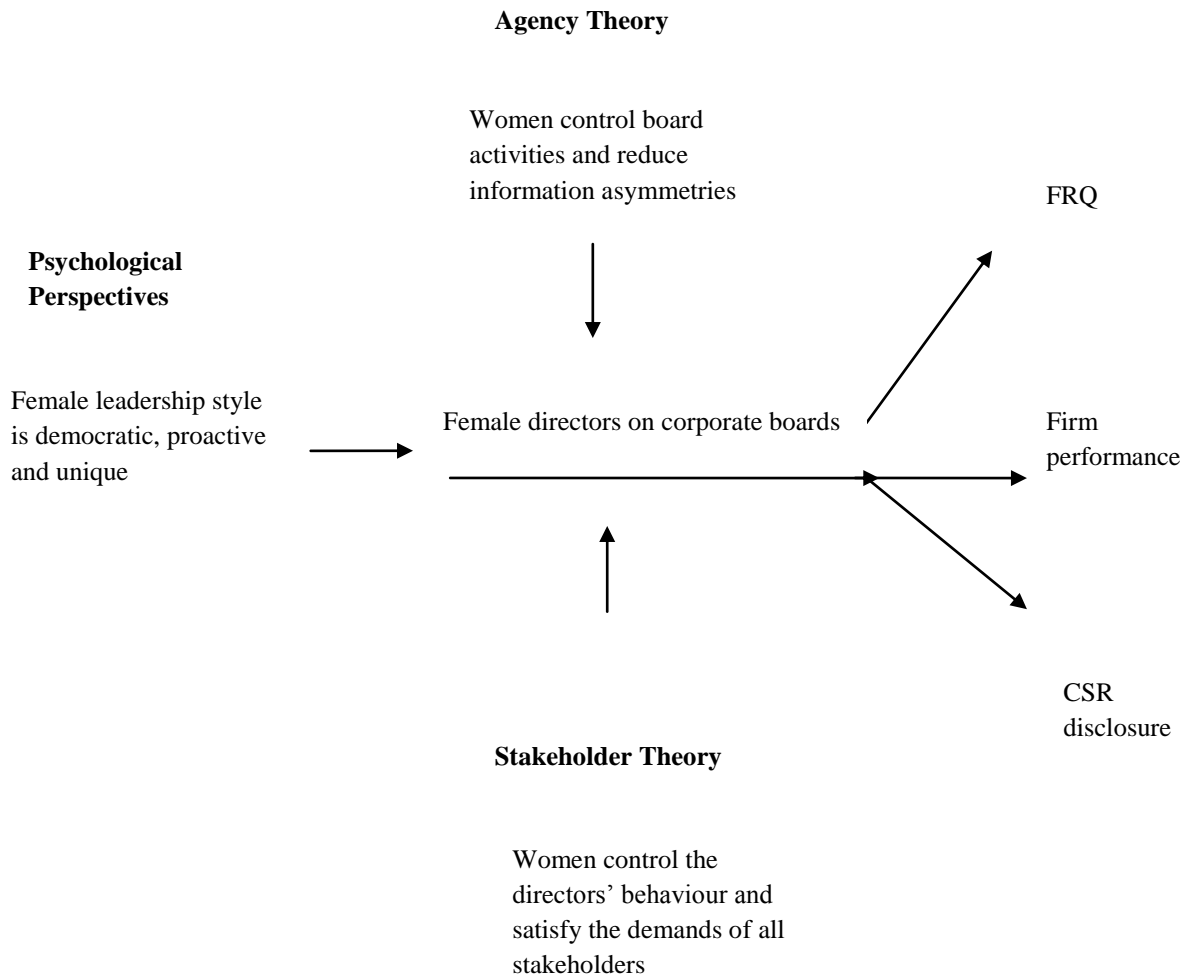 Agency Theory
Women control board
activities and reduce
information asymmetries
FRQ
Psychological
Perspectives
Female leadership style
is democratic, proactive
and unique
Female directors on corporate boards
Firm
performance
CSR
disclosure
Stakeholder Theory
Women control the
directors’ behaviour and
satisfy the demands of all
stakeholders